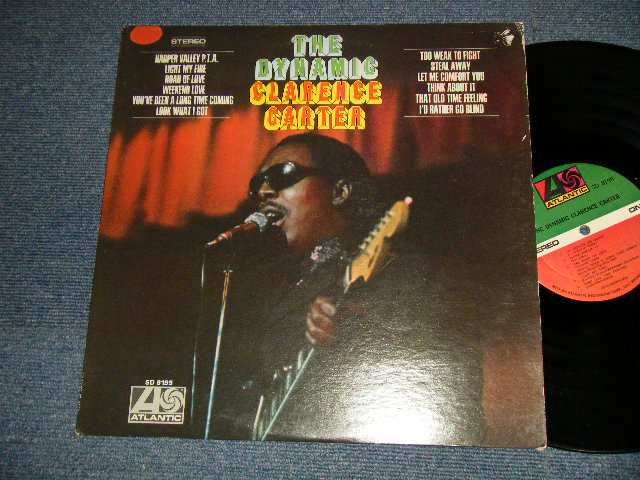 STEREO
THE
DYNAMIC
CLARENCE
CARTER
HARPER VALLEY P.T.A.
LIGHT MY FIRE
ROAD OF LOVE
WEEKEND LOVE
YOU'VE BEEN A LONG TIME COMING
LOOK WHAT I GOT
TOO WEAK TO FIGHT
STEAL AWAY
LET ME COMFORT YOU
THINK ABOUT IT
THAT OLD TIME FEELING
I'D RATHER GO BLIND
SD 8199
ATLANTIC
ATLANTIC
SD 8199
THE DYNAMIC CLARENCE CARTER
STEREO